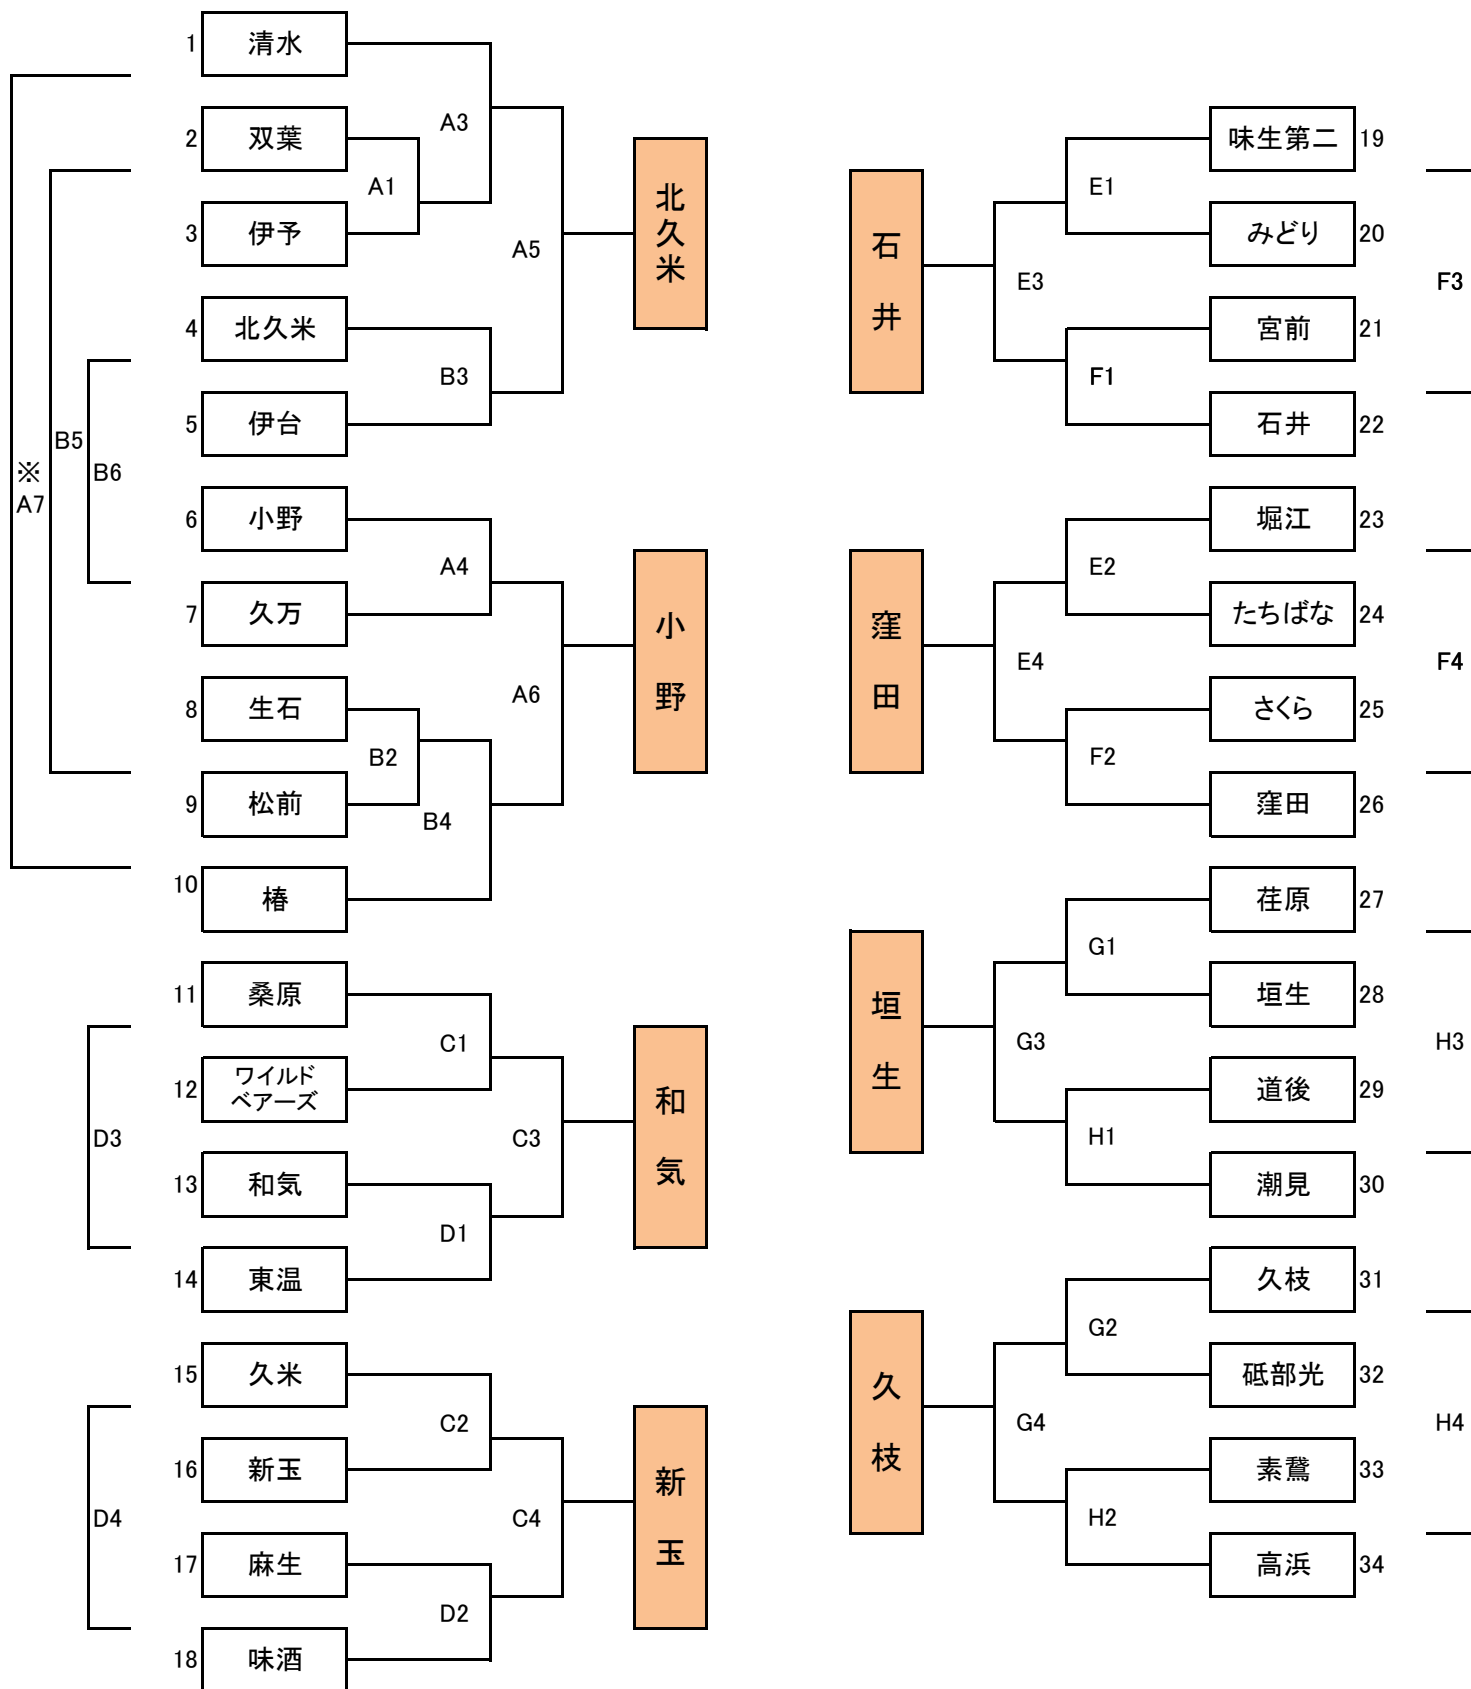 1 清水
2 双葉
3 伊予
4 北久米
5 伊台
6 小野
7 久万
8 生石
9 松前
10 椿
11 桑原
12 ワイルド
ベアーズ
13 和気
14 東温
15 久米
16 新玉
17 麻生
18 味酒
A1
A3
A5
B3
A4
A6
B2
B4
C1
C3
D1
C2
C4
D2
※
A7
B5
B6
D3
D4
北久米
小野
和気
新玉
石井
窪田
垣生
久枝
E1
E3
F1
E2
E4
F2
G1
G3
H1
G2
G4
H2
味生第二 19
みどり 20
宮前 21
石井 22
堀江 23
たちばな 24
さくら 25
窪田 26
荏原 27
垣生 28
道後 29
潮見 30
久枝 31
砥部光 32
素鵞 33
高浜 34
F3
F4
H3
H4